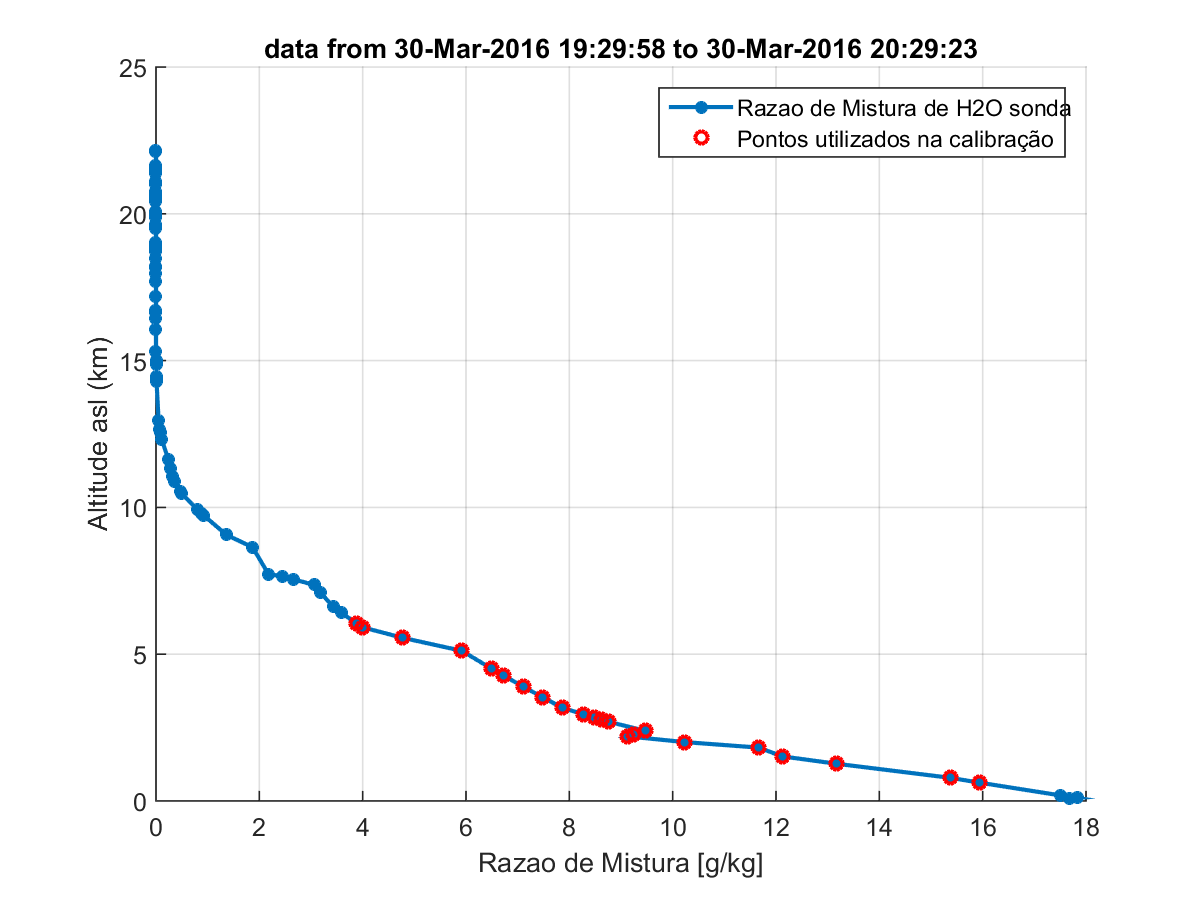 data from 30-Mar-2016 19:29:58 to 30-Mar-2016 20:29:23
Razao de Mistura de H2O sonda
Pontos utilizados na calibração
25
20
15
10
5
0
Altitude asl (km)
0 2 4 6 8 10 12 14 16 18
Razao de Mistura [g/kg]